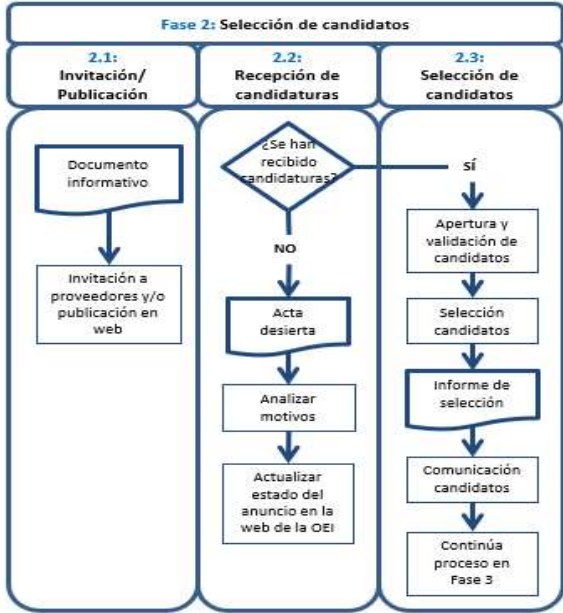 Fase 2: Selección de candidatos
2.1:
Invitación/
Publicación
2.2:
Recepción de
candidaturas
2.3:
Selección de
candidatos
Documento
informativo
Invitación a
proveedores y/o
publicación en
web
¿Se han
recibido
candidaturas?
NO
Acta
desierta
Analizar
motivos
Actualizar
estado del
anuncio en la
web de la OEI
SÍ
Apertura y
validación de
candidatos
Selección
candidatos
Informe de
selección
Comunicación
candidatos
Continúa
proceso en
Fase 3